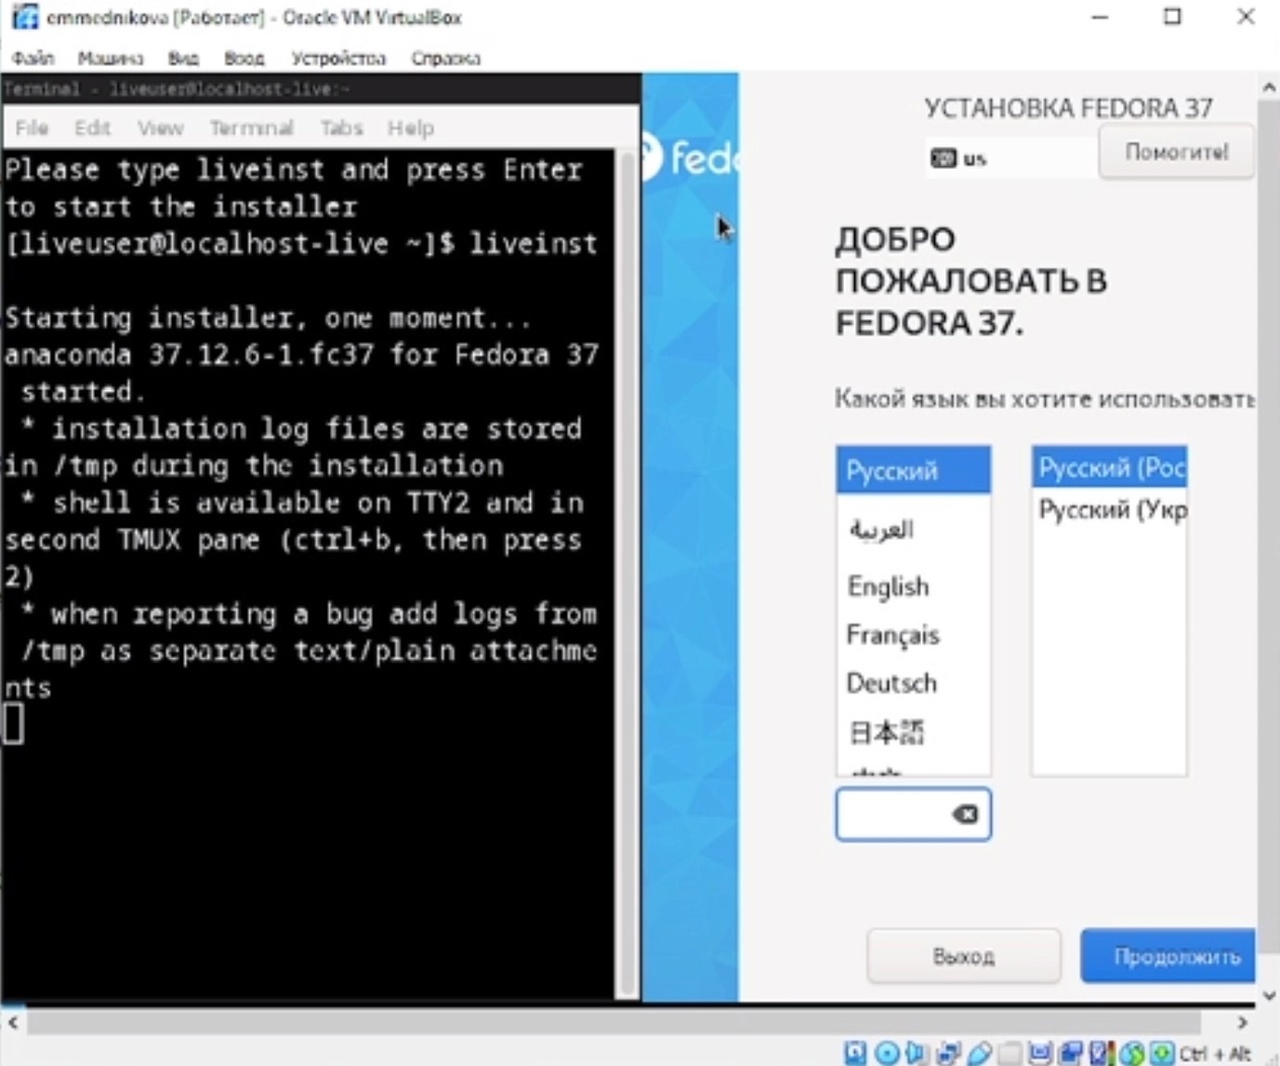 emmednikova [Работает] - Oracle VM VirtualBox
Файл Машина Вид Ввод Устройства Справка
Terminal - liveuser@localhost-live:~
File Edit View Terminal Tabs Help
Please type liveinst and press Enter
to start the installer
[liveuser@localhost-live ~]$ liveinst
Starting installer, one moment...
anaconda 37.12.6-1.fc37 for Fedora 37
started.
* installation log files are stored
in /tmp during the installation
* shell is available on TTY2 and in
second TMUX pane (ctrl+b, then press
2)
* when reporting a bug add logs from
/tmp as separate text/plain attachme
nts
fedo
УСТАНОВКА FEDORA 37
us
Помогите!
ДОБРО
ПОЖАЛОВАТЬ В
FEDORA 37.
Какой язык вы хотите использовать
Русский
العربية
English
Français
Deutsch
日本語
Русский (Рос
Русский (Укр
Выход
Продолжить
Ctrl + Alt